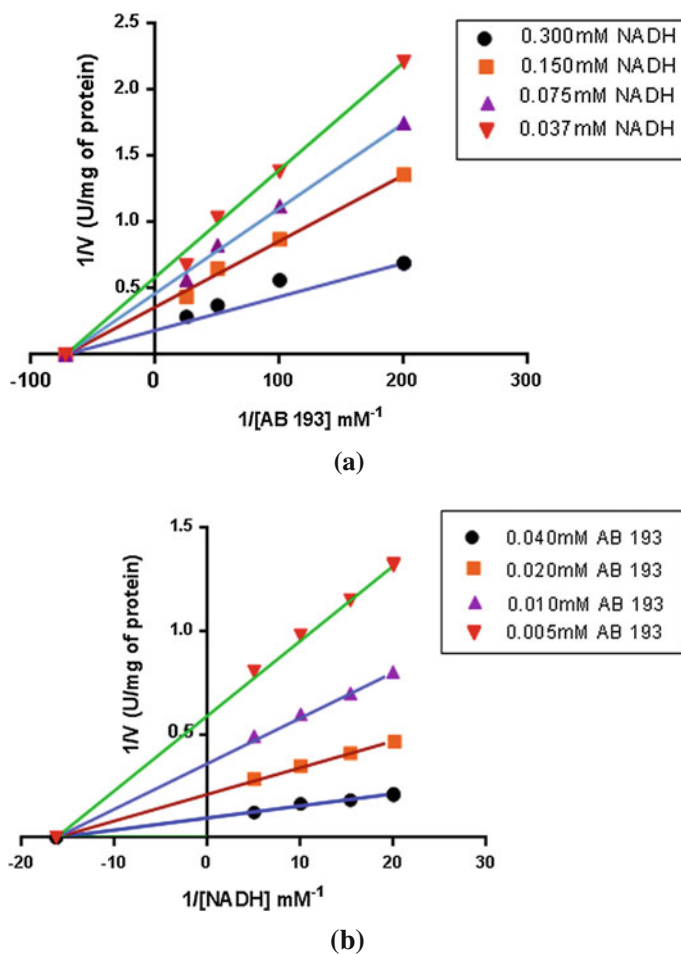 0.300mM NADH
0.150mM NADH
0.075mM NADH
0.037mM NADH
2.5
2.0
1.5
1.0
0.5
1/V (U/mg of protein)
-100
0
100
200
300
1/[AB 193] mM-1
(a)
0.040mM AB 193
0.020mM AB 193
0.010mM AB 193
0.005mM AB 193
1.5
1.0
0.5
1/V (U/mg of protein)
-20
-10
0
10
20
30
1/[NADH] mM-1
(b)